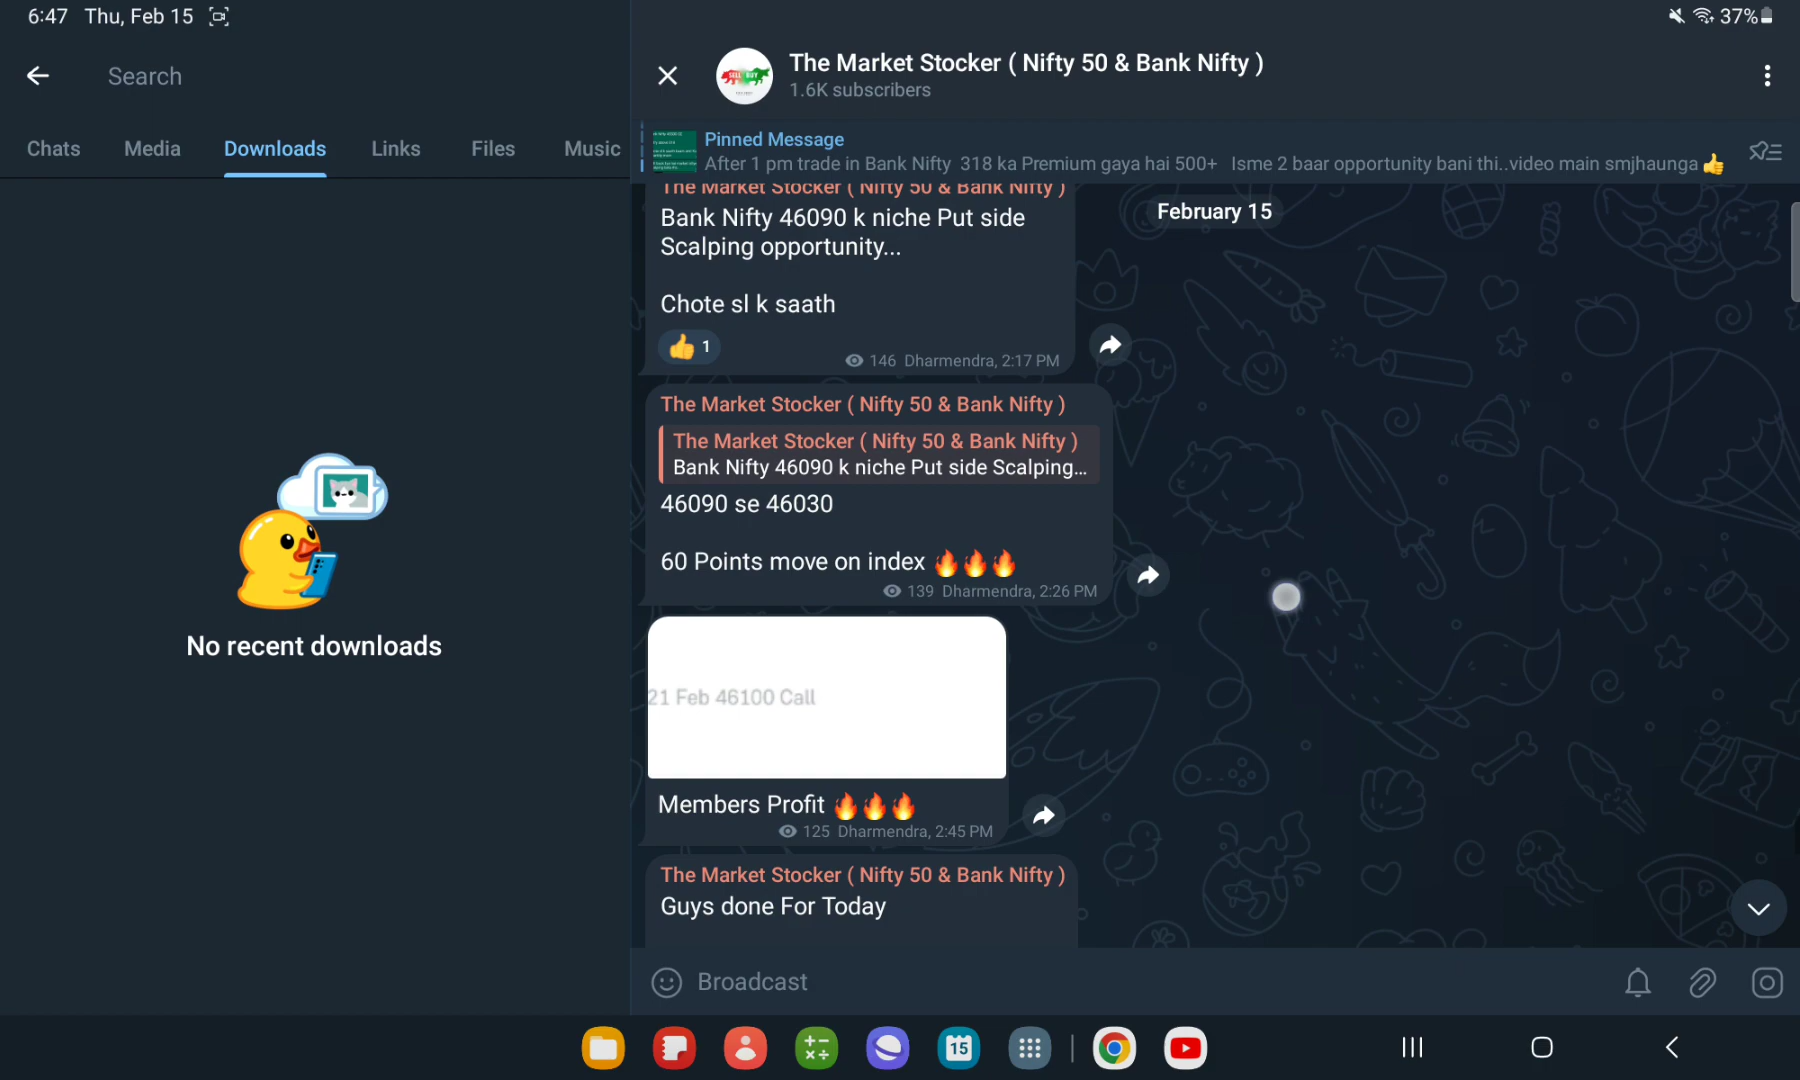 6:47 Thu, Feb 15
37%
Search
Chats Media Downloads Links Files Music
No recent downloads
The Market Stocker ( Nifty 50 & Bank Nifty )
1.6K subscribers
Pinned Message
After 1 pm trade in Bank Nifty 318 ka Premium gaya hai 500+ Isme 2 baar opportunity bani thi..video main smjhaunga 👍
February 15
The Market Stocker ( Nifty 50 & Bank Nifty )
Bank Nifty 46090 k niche Put side
Scalping opportunity...
Chote sl k saath
👍 1
146 Dharmendra, 2:17 PM
The Market Stocker ( Nifty 50 & Bank Nifty )
The Market Stocker ( Nifty 50 & Bank Nifty )
Bank Nifty 46090 k niche Put side Scalping...
46090 se 46030
60 Points move on index 🔥🔥🔥
139 Dharmendra, 2:26 PM
21 Feb 46100 Call
Members Profit 🔥🔥🔥
125 Dharmendra, 2:45 PM
The Market Stocker ( Nifty 50 & Bank Nifty )
Guys done For Today
Broadcast
15